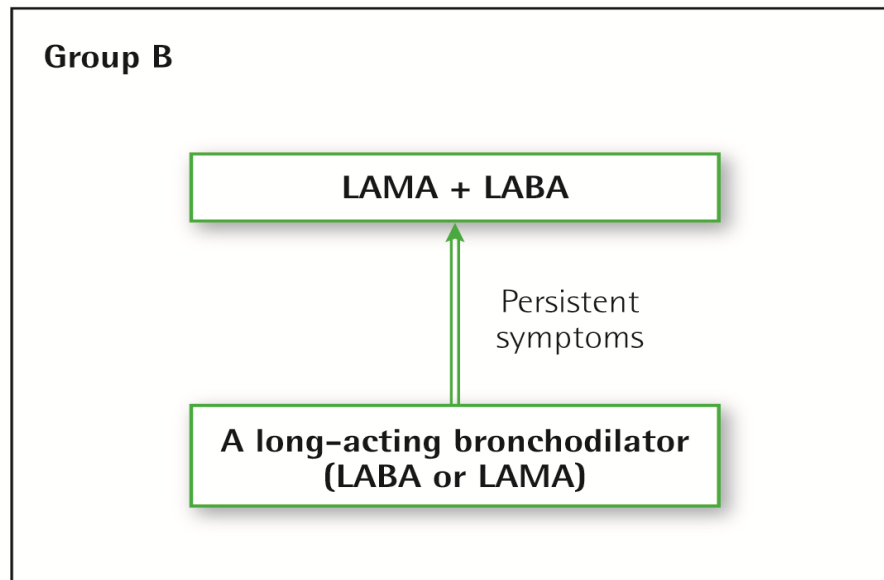 Group B
LAMA + LABA
Persistent
symptoms
A long-acting bronchodilator
(LABA or LAMA)